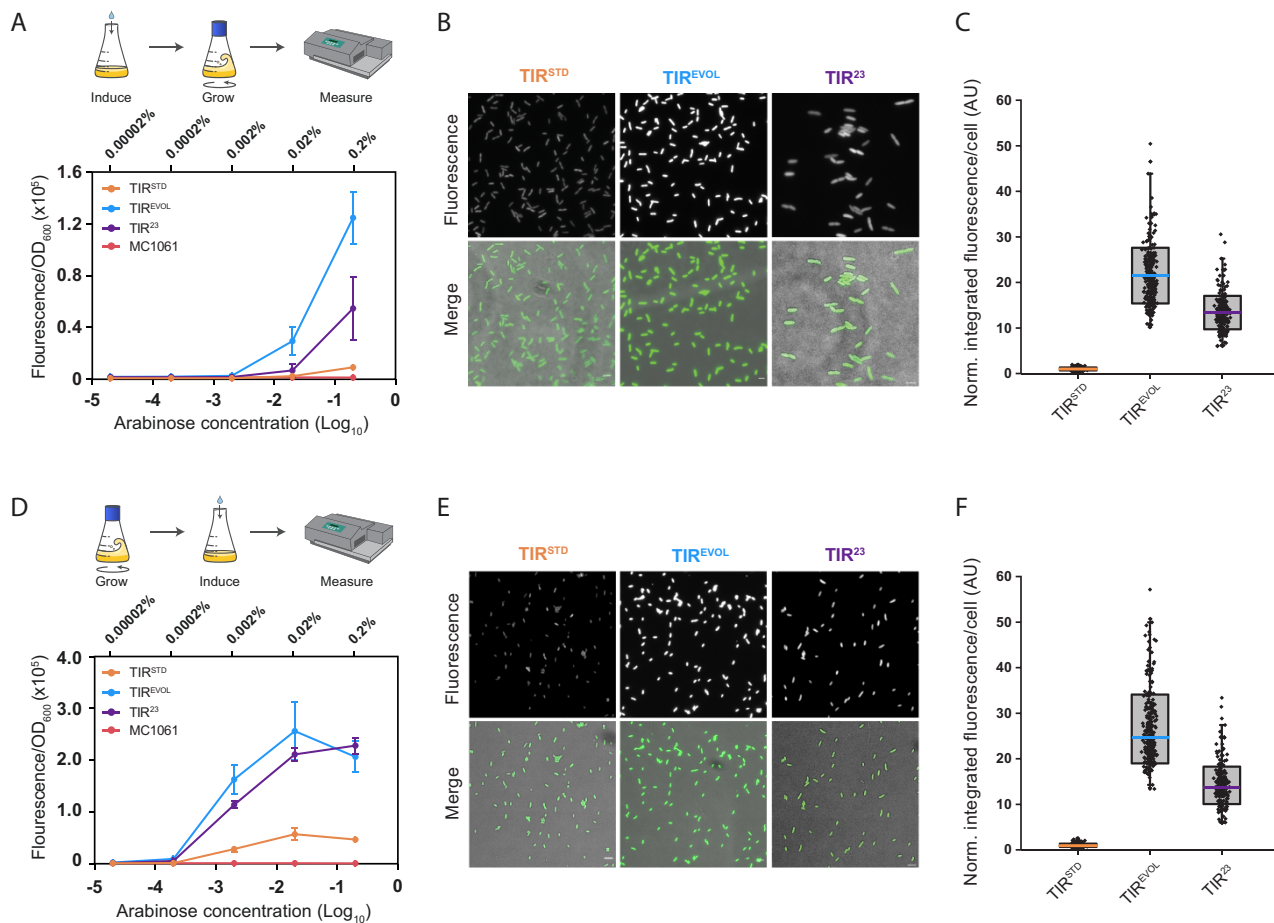 A
Induce
Grow
Measure
0.00002%
0.0002%
0.002%
0.02%
0.2%
Flourescence/OD600 (x10⁵)
1.6
1.2
0.8
0.4
0
TIRSTD
TIREVOL
TIR23
MC1061
-5 -4 -3 -2 -1 0
Arabinose concentration (Log10)
B
TIRSTD TIREVOL TIR23
Fluorescence
Merge
C
Norm. integrated fluorescence/cell (AU)
60
50
40
30
20
10
0
TIRSTD
TIREVOL
TIR23
D
Grow
Induce
Measure
0.00002%
0.0002%
0.002%
0.02%
0.2%
Flourescence/OD600 (x10⁵)
4.0
3.0
2.0
1.0
0
TIRSTD
TIREVOL
TIR23
MC1061
-5 -4 -3 -2 -1 0
Arabinose concentration (Log10)
E
TIRSTD TIREVOL TIR23
Fluorescence
Merge
F
Norm. integrated fluorescence/cell (AU)
60
50
40
30
20
10
0
TIRSTD
TIREVOL
TIR23